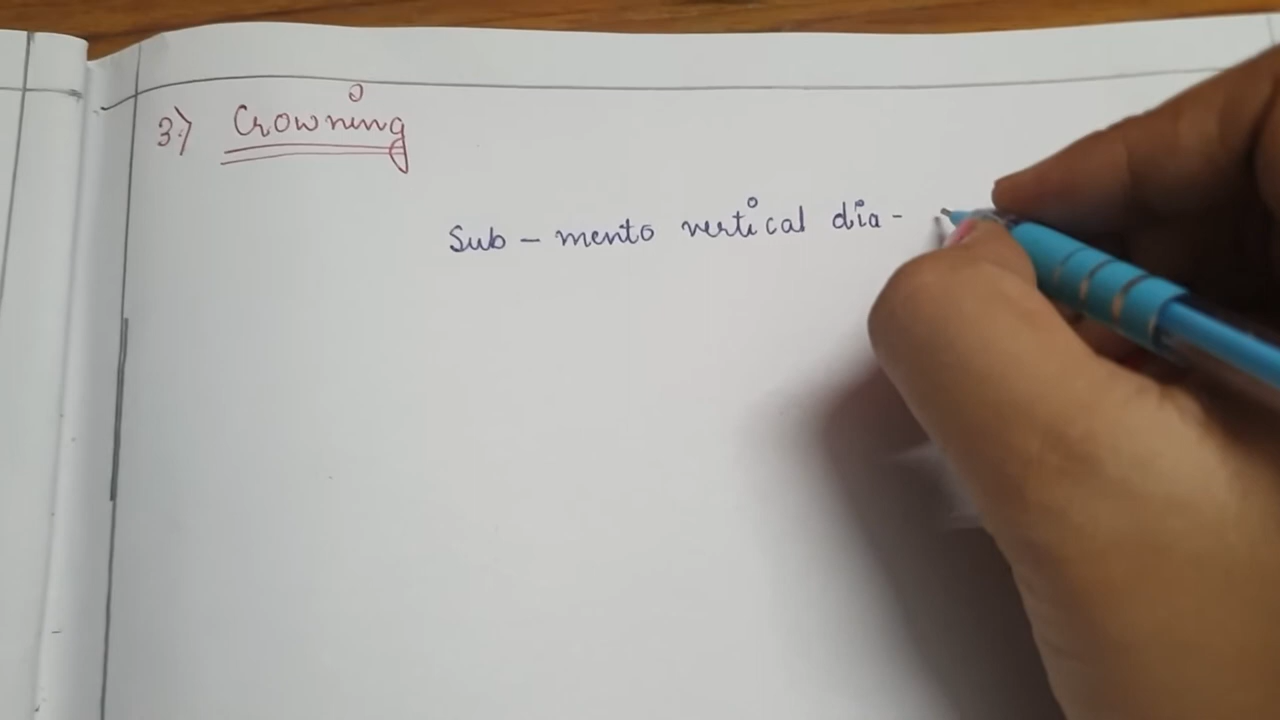 3.) Crowning
Sub - mento vertical dia -